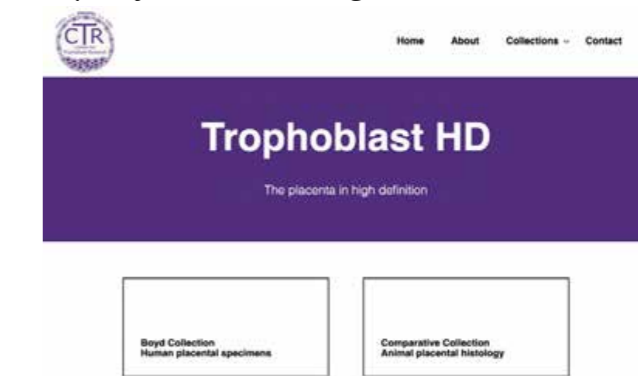 CTR
Home About Collections Contact
Trophoblast HD
The placenta in high definition
Boyd Collection
Human placental specimens
Comparative Collection
Animal placental histology